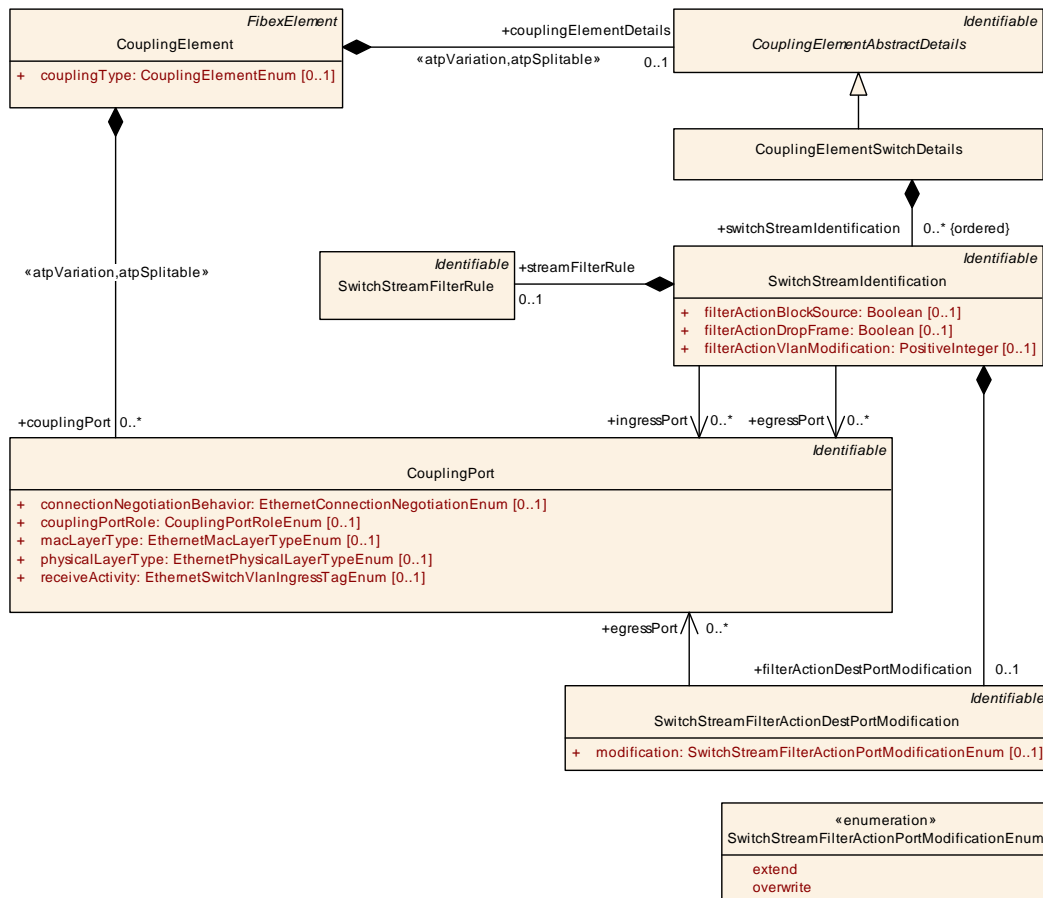 FibexElement
CouplingElement
+ couplingType: CouplingElementEnum [0..1]
+couplingElementDetails
«atpVariation,atpSplitable»
0..1
Identifiable
CouplingElementAbstractDetails
CouplingElementSwitchDetails
+switchStreamIdentification
0..* {ordered}
«atpVariation,atpSplitable»
Identifiable
SwitchStreamFilterRule
+streamFilterRule
0..1
Identifiable
SwitchStreamIdentification
+ filterActionBlockSource: Boolean [0..1]
+ filterActionDropFrame: Boolean [0..1]
+ filterActionVlanModification: PositiveInteger [0..1]
+couplingPort
0..*
+ingressPort
0..*
+egressPort
0..*
Identifiable
CouplingPort
+ connectionNegotiationBehavior: EthernetConnectionNegotiationEnum [0..1]
+ couplingPortRole: CouplingPortRoleEnum [0..1]
+ macLayerType: EthernetMacLayerTypeEnum [0..1]
+ physicalLayerType: EthernetPhysicalLayerTypeEnum [0..1]
+ receiveActivity: EthernetSwitchVlanIngressTagEnum [0..1]
+egressPort
0..*
+filterActionDestPortModification
0..1
Identifiable
SwitchStreamFilterActionDestPortModification
+ modification: SwitchStreamFilterActionPortModificationEnum [0..1]
«enumeration»
SwitchStreamFilterActionPortModificationEnum
extend
overwrite